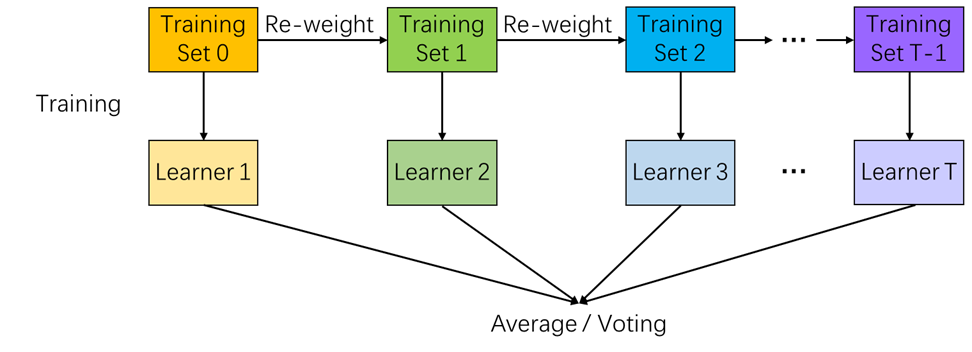 Training
Set 0
Re-weight
Training
Set 1
Re-weight
Training
Set 2
...
Training
Set T-1
Training
Learner 1
Learner 2
Learner 3
...
Learner T
Average / Voting